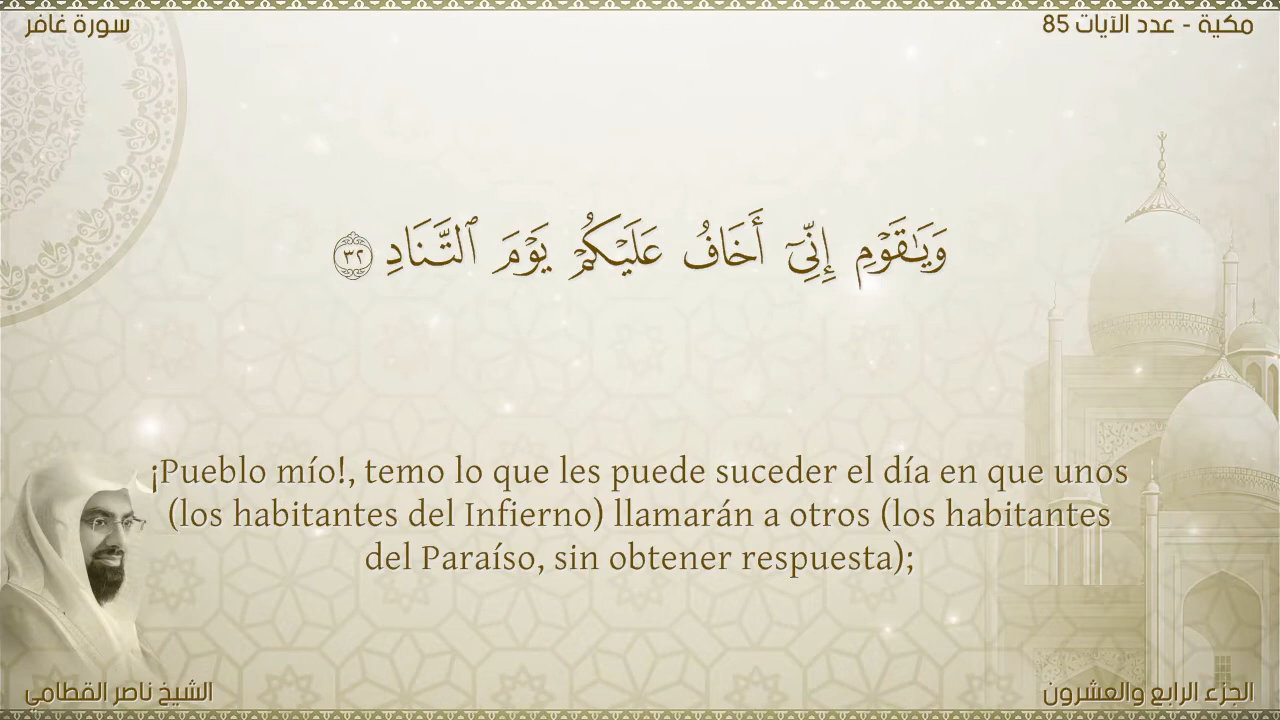 سورة غافر
مكية - عدد الآيات 85
وَيَـٰقَوْمِ إِنِّىٓ أَخَافُ عَلَيْكُمْ يَوْمَ ٱلتَّنَادِ ٣٢
¡Pueblo mío!, temo lo que les puede suceder el día en que unos
(los habitantes del Infierno) llamarán a otros (los habitantes
del Paraíso, sin obtener respuesta);
الشيخ ناصر القطامي
الجزء الرابع والعشرون